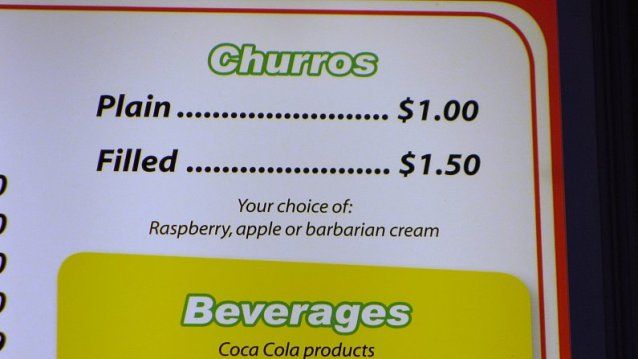 Churros
Plain ........................ $1.00
Filled ....................... $1.50
Your choice of:
Raspberry, apple or barbarian cream
Beverages
Coca Cola products